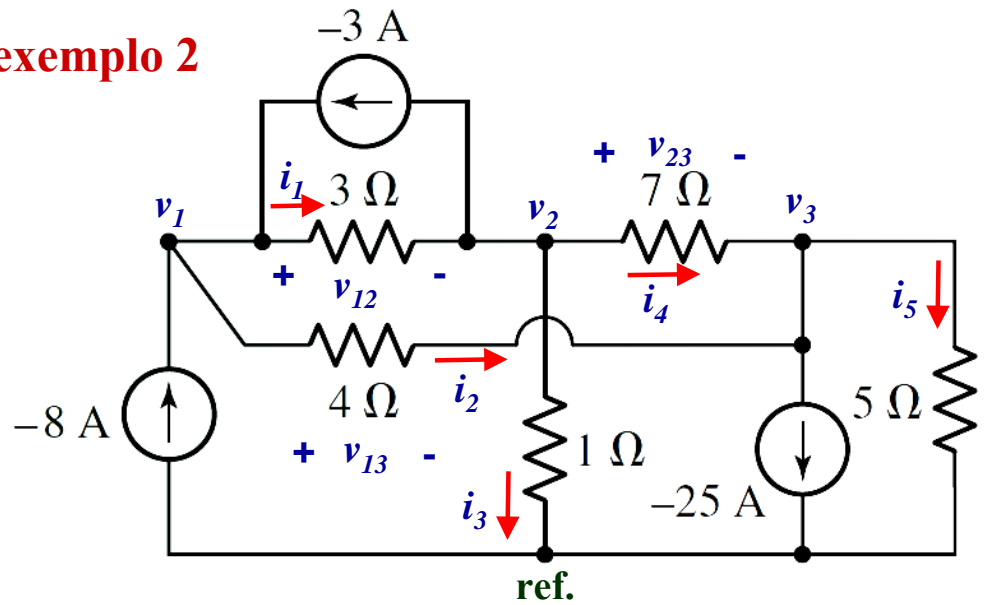 –3 A
exemplo 2
+ v23 -
i1 3 Ω
7 Ω
v1
v2
v3
+ v12 -
i4
i5
–8 A
4 Ω
i2
5 Ω
+ v13 -
1 Ω
i3
–25 A
ref.